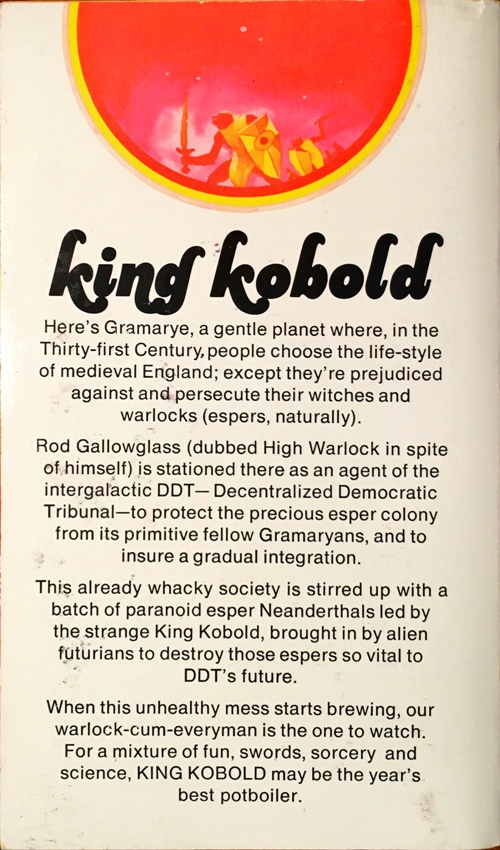 king kobold
Here's Gramarye, a gentle planet where, in the
Thirty-first Century, people choose the life-style
of medieval England; except they're prejudiced
against and persecute their witches and
warlocks (espers, naturally).
Rod Gallowglass (dubbed High Warlock in spite
of himself) is stationed there as an agent of the
intergalactic DDT— Decentralized Democratic
Tribunal—to protect the precious esper colony
from its primitive fellow Gramaryans, and to
insure a gradual integration.
This already whacky society is stirred up with a
batch of paranoid esper Neanderthals led by
the strange King Kobold, brought in by alien
futurians to destroy those espers so vital to
DDT's future.
When this unhealthy mess starts brewing, our
warlock-cum-everyman is the one to watch.
For a mixture of fun, swords, sorcery and
science, KING KOBOLD may be the year's
best potboiler.